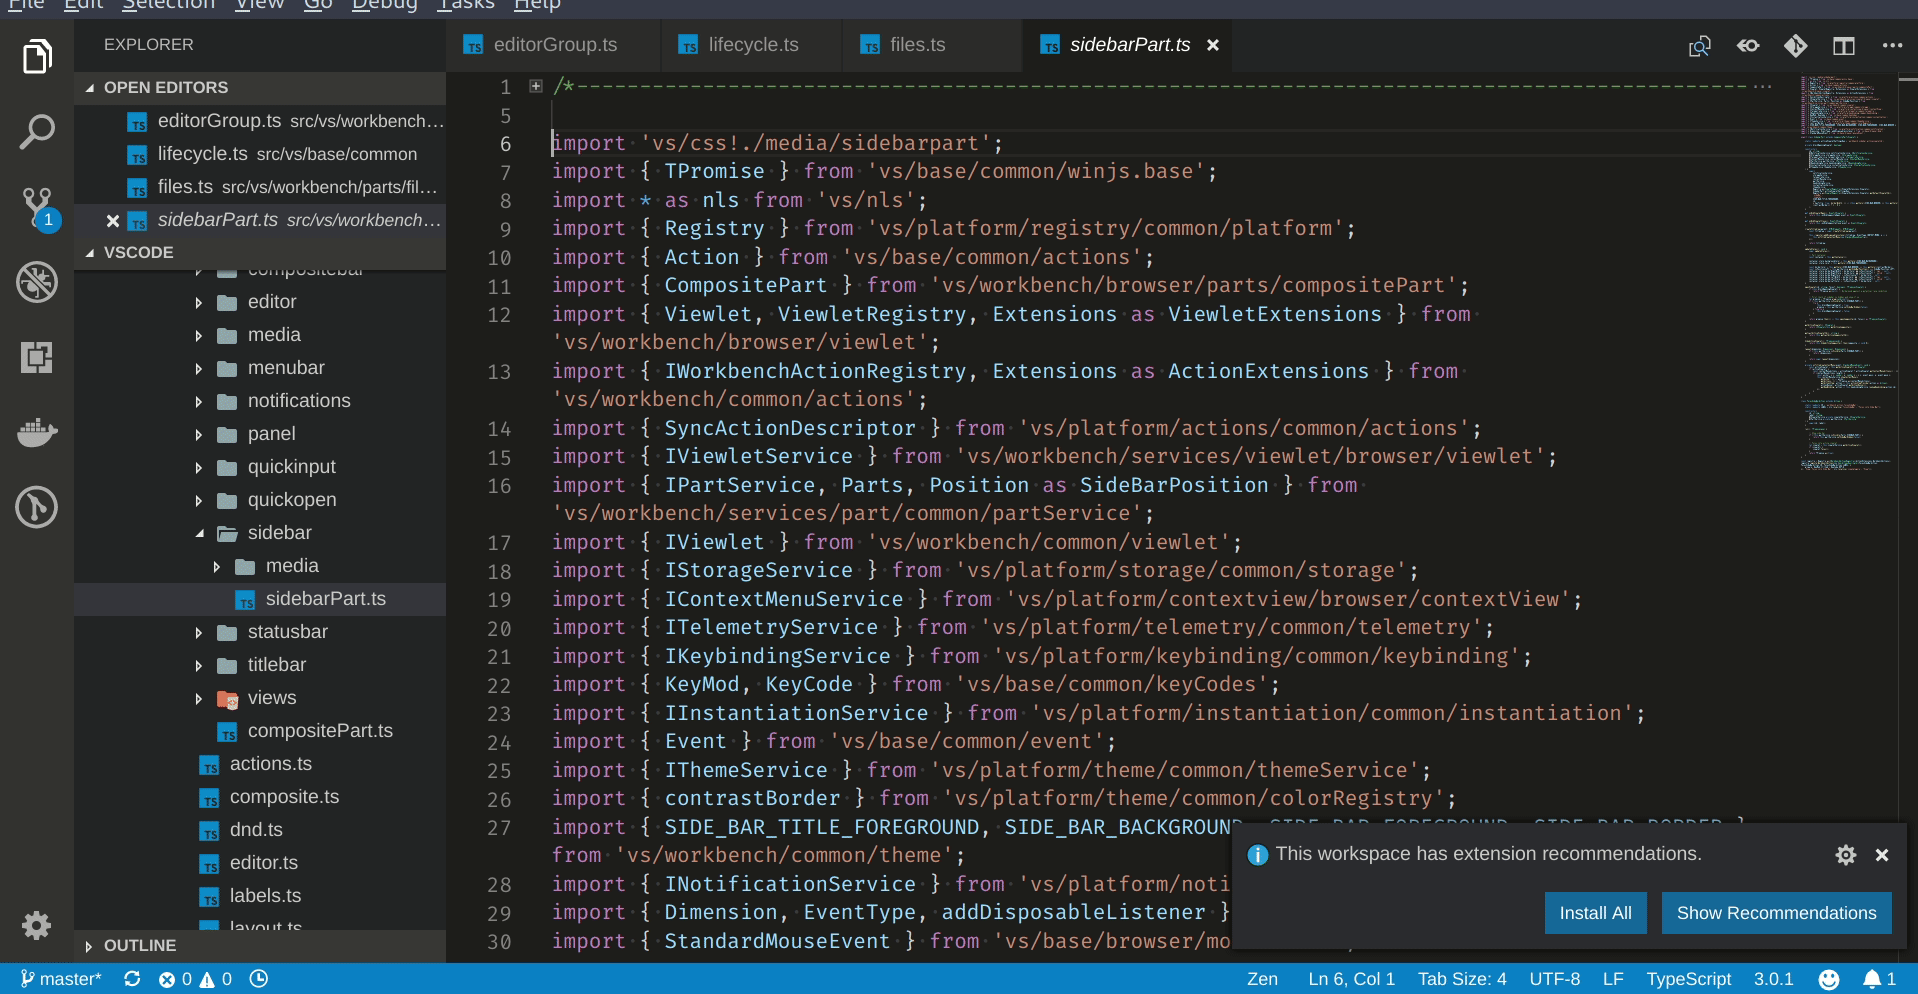 File Edit Selection View Go Debug Tasks Help
EXPLORER
OPEN EDITORS
editorGroup.ts src/vs/workbench...
lifecycle.ts src/vs/base/common
files.ts src/vs/workbench/parts/fil...
sidebarPart.ts src/vs/workbench...
VSCODE
compositebar
editor
media
menubar
notifications
panel
quickinput
quickopen
sidebar
media
sidebarPart.ts
statusbar
titlebar
views
compositePart.ts
actions.ts
composite.ts
dnd.ts
editor.ts
labels.ts
layout.ts
OUTLINE
1
editorGroup.ts lifecycle.ts files.ts sidebarPart.ts
1 /*---------------------------------------------------------------------------------------------...
5
6 import 'vs/css!./media/sidebarpart';
7 import { TPromise } from 'vs/base/common/winjs.base';
8 import * as nls from 'vs/nls';
9 import { Registry } from 'vs/platform/registry/common/platform';
10 import { Action } from 'vs/base/common/actions';
11 import { CompositePart } from 'vs/workbench/browser/parts/compositePart';
12 import { Viewlet, ViewletRegistry, Extensions as ViewletExtensions } from
'vs/workbench/browser/viewlet';
13 import { IWorkbenchActionRegistry, Extensions as ActionExtensions } from
'vs/workbench/common/actions';
14 import { SyncActionDescriptor } from 'vs/platform/actions/common/actions';
15 import { IViewletService } from 'vs/workbench/services/viewlet/browser/viewlet';
16 import { IPartService, Parts, Position as SideBarPosition } from
'vs/workbench/services/part/common/partService';
17 import { IViewlet } from 'vs/workbench/common/viewlet';
18 import { IStorageService } from 'vs/platform/storage/common/storage';
19 import { IContextMenuService } from 'vs/platform/contextview/browser/contextView';
20 import { ITelemetryService } from 'vs/platform/telemetry/common/telemetry';
21 import { IKeybindingService } from 'vs/platform/keybinding/common/keybinding';
22 import { KeyMod, KeyCode } from 'vs/base/common/keyCodes';
23 import { IInstantiationService } from 'vs/platform/instantiation/common/instantiation';
24 import { Event } from 'vs/base/common/event';
25 import { IThemeService } from 'vs/platform/theme/common/themeService';
26 import { contrastBorder } from 'vs/platform/theme/common/colorRegistry';
27 import { SIDE_BAR_TITLE_FOREGROUND, SIDE_BAR_BACKGROUND, SIDE_BAR_FOREGROUND, SIDE_BAR_BORDER }
from 'vs/workbench/common/theme';
28 import { INotificationService } from 'vs/platform/noti
29 import { Dimension, EventType, addDisposableListener }
30 import { StandardMouseEvent } from 'vs/base/browser/mo
This workspace has extension recommendations.
Install All Show Recommendations
master* 0 0 Zen Ln 6, Col 1 Tab Size: 4 UTF-8 LF TypeScript 3.0.1 1